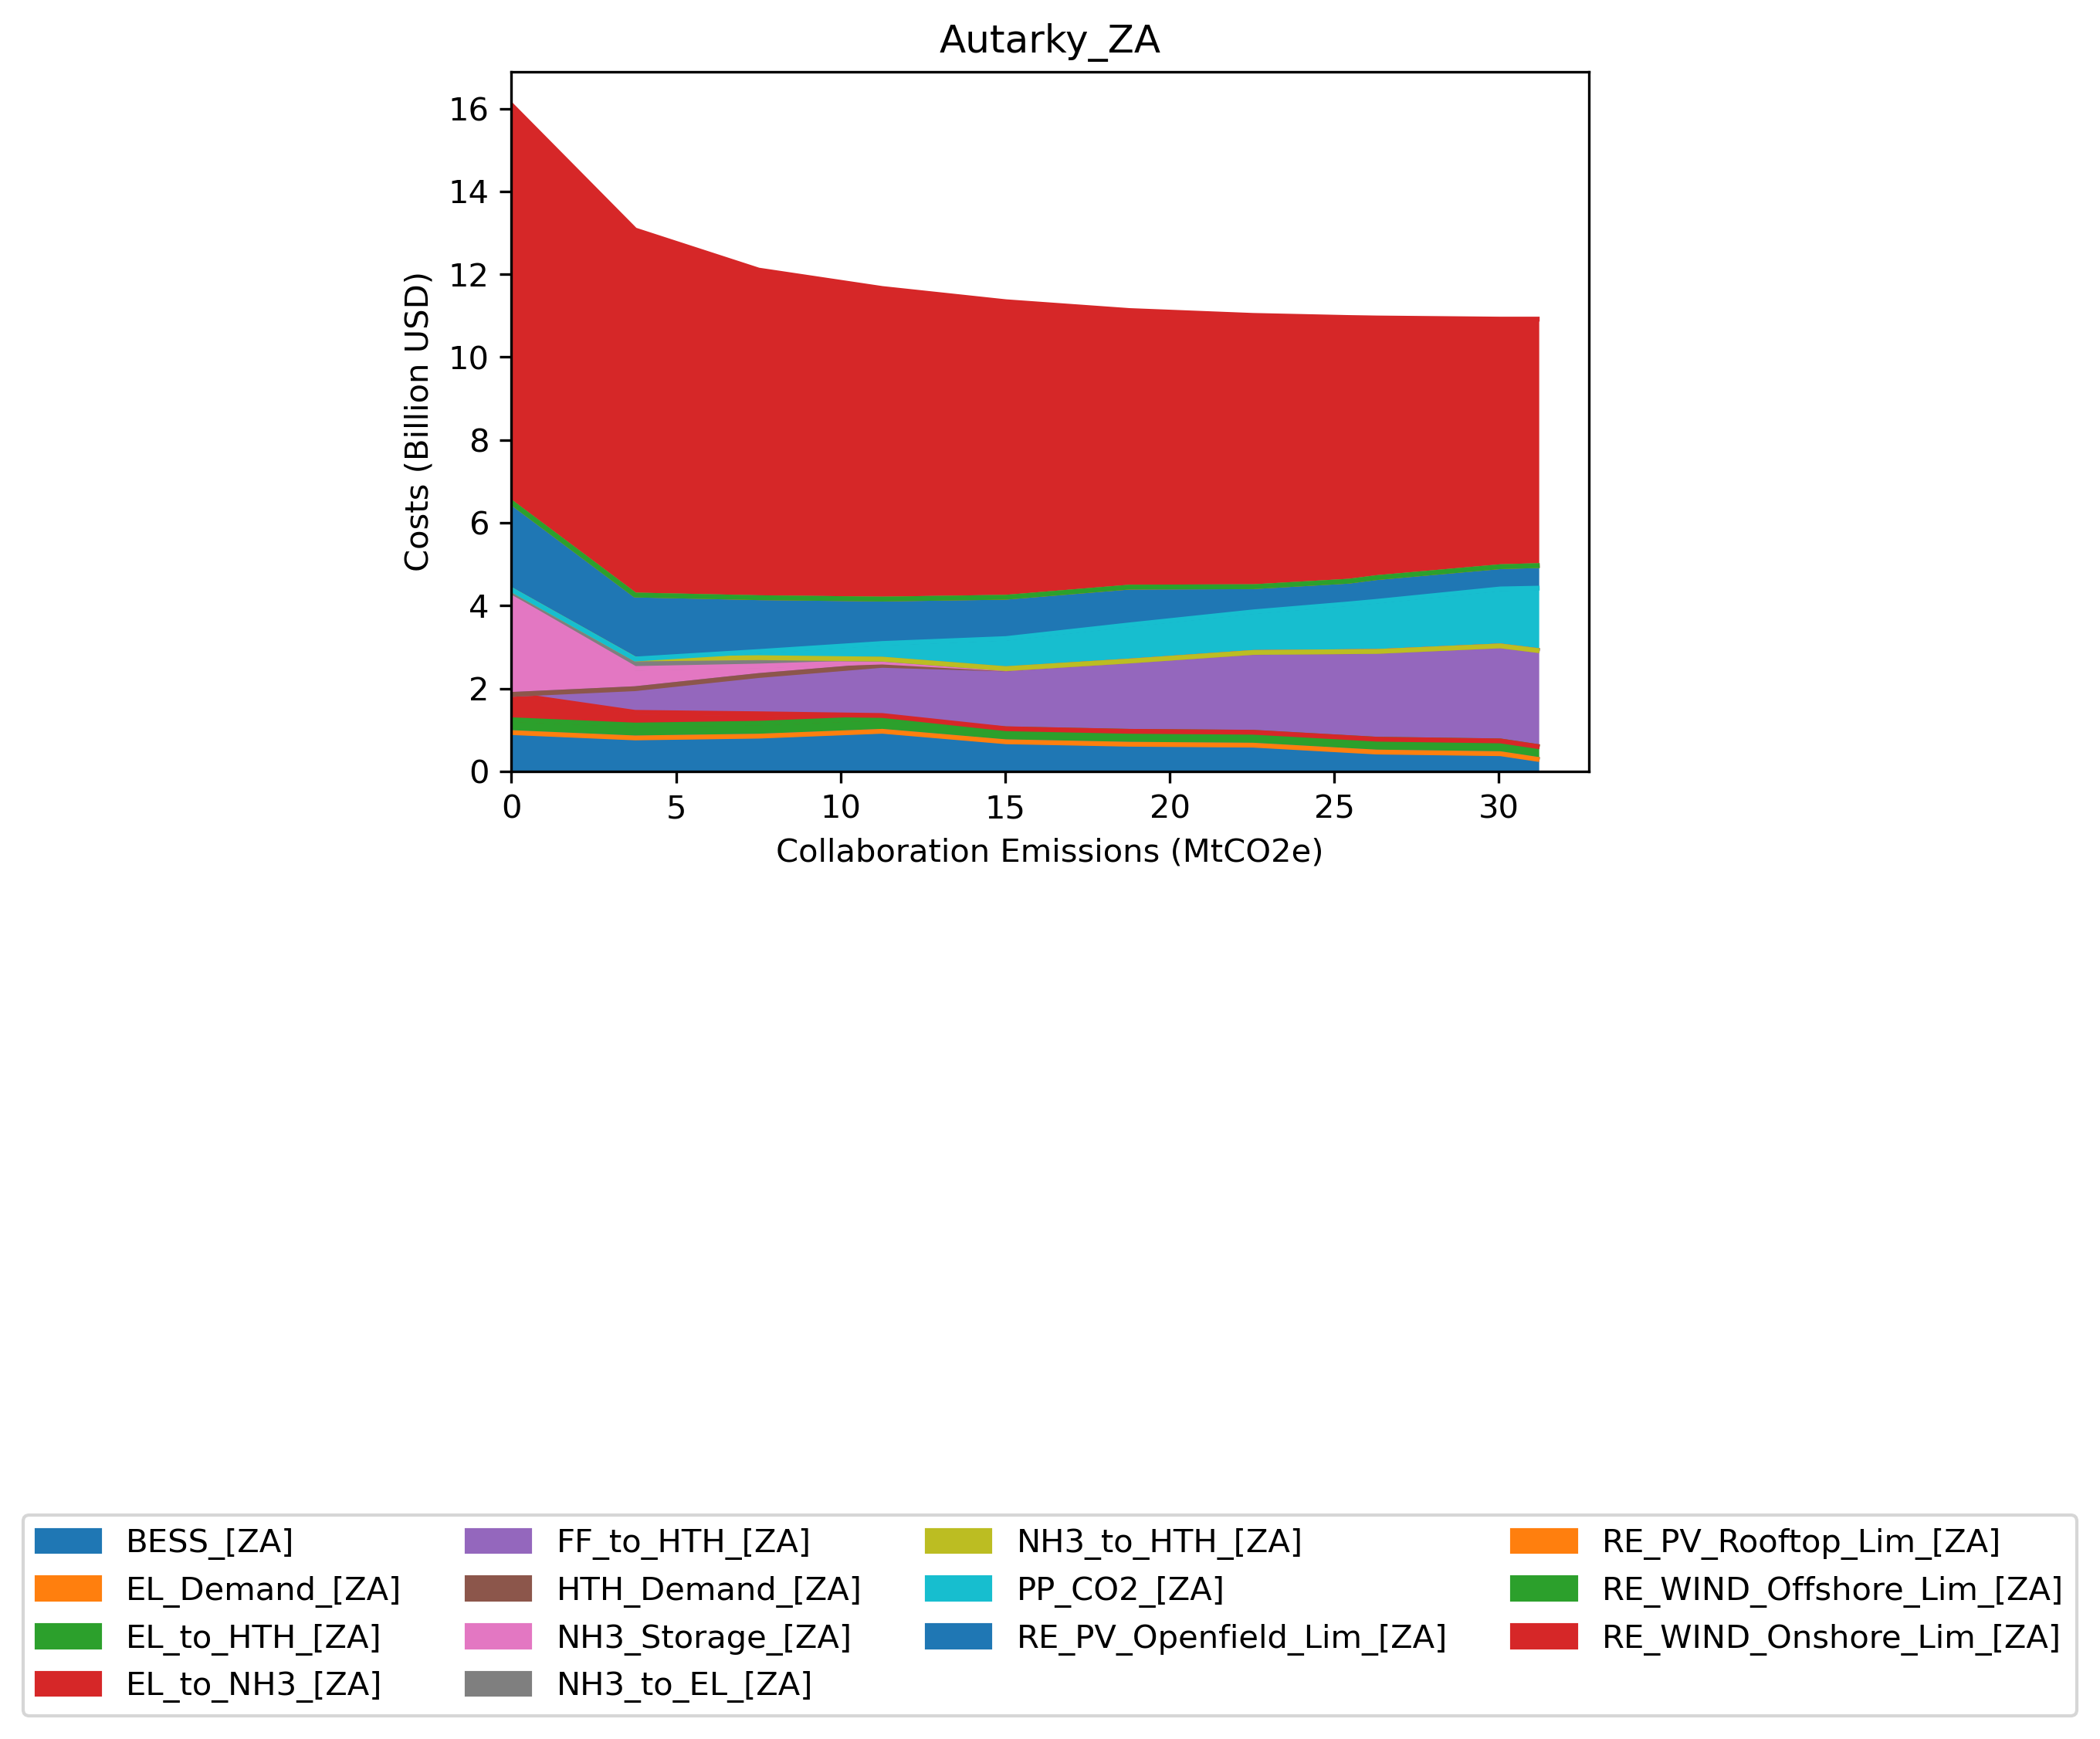 Autarky_ZA
16
14
12
10
8
6
4
2
0
Costs (Billion USD)
0 5 10 15 20 25 30
Collaboration Emissions (MtCO2e)
BESS_[ZA]
EL_Demand_[ZA]
EL_to_HTH_[ZA]
EL_to_NH3_[ZA]
FF_to_HTH_[ZA]
HTH_Demand_[ZA]
NH3_Storage_[ZA]
NH3_to_EL_[ZA]
NH3_to_HTH_[ZA]
PP_CO2_[ZA]
RE_PV_Openfield_Lim_[ZA]
RE_PV_Rooftop_Lim_[ZA]
RE_WIND_Offshore_Lim_[ZA]
RE_WIND_Onshore_Lim_[ZA]